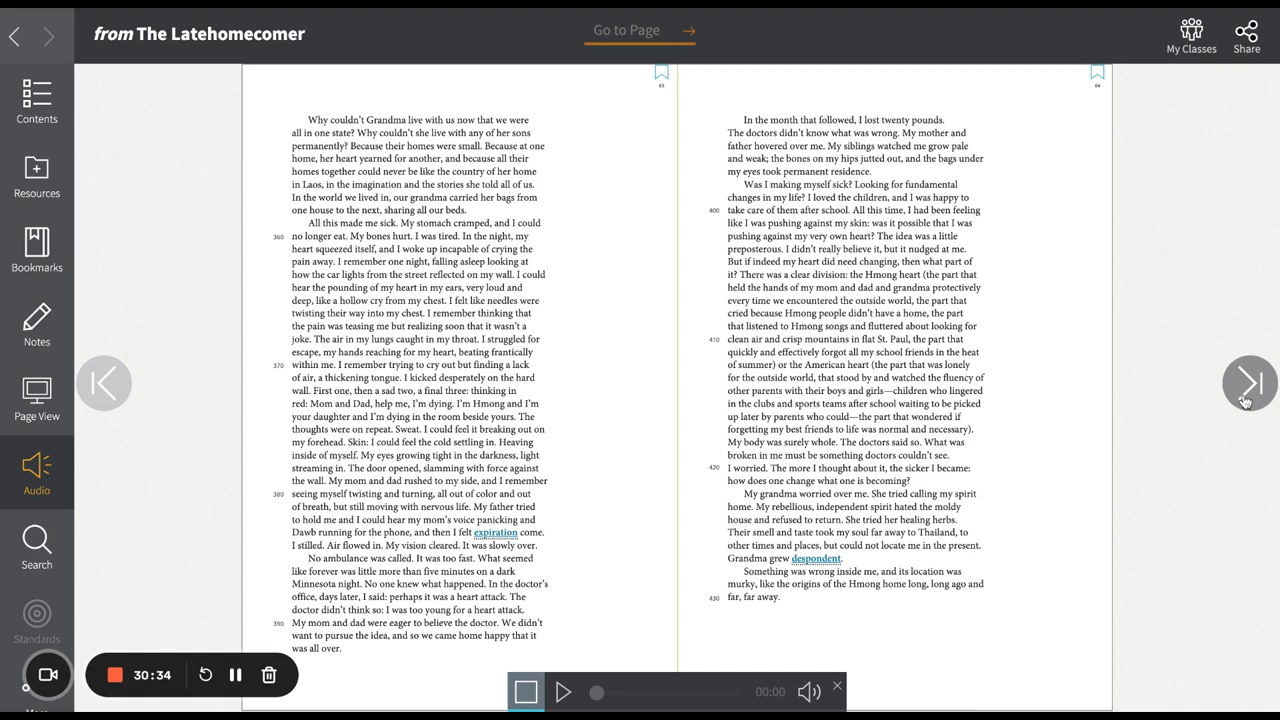 from The Latehomecomer
Go to Page
My Classes
Share
Contents
Resources
Bookmarks
Notes
Page View
Audio
Search
Standards
63
Why couldn't Grandma live with us now that we were
all in one state? Why couldn't she live with any of her sons
permanently? Because their homes were small. Because at one
home, her heart yearned for another, and because all their
homes together could never be like the country of her home
in Laos, in the imagination and the stories she told all of us.
In the world we lived in, our grandma carried her bags from
one house to the next, sharing all our beds.
All this made me sick. My stomach cramped, and I could
360 no longer eat. My bones hurt. I was tired. In the night, my
heart squeezed itself, and I woke up incapable of crying the
pain away. I remember one night, falling asleep looking at
how the car lights from the street reflected on my wall. I could
hear the pounding of my heart in my ears, very loud and
deep, like a hollow cry from my chest. I felt like needles were
twisting their way into my chest. I remember thinking that
the pain was teasing me but realizing soon that it wasn't a
joke. The air in my lungs caught in my throat. I struggled for
escape, my hands reaching for my heart, beating frantically
370 within me. I remember trying to cry out but finding a lack
of air, a thickening tongue. I kicked desperately on the hard
wall. First one, then a sad two, a final three: thinking in
red: Mom and Dad, help me, I'm dying. I'm Hmong and I'm
your daughter and I'm dying in the room beside yours. The
thoughts were on repeat. Sweat. I could feel it breaking out on
my forehead. Skin: I could feel the cold settling in. Heaving
inside of myself. My eyes growing tight in the darkness, light
streaming in. The door opened, slamming with force against
the wall. My mom and dad rushed to my side, and I remember
380 seeing myself twisting and turning, all out of color and out
of breath, but still moving with nervous life. My father tried
to hold me and I could hear my mom's voice panicking and
Dawb running for the phone, and then I felt expiration come.
I stilled. Air flowed in. My vision cleared. It was slowly over.
No ambulance was called. It was too fast. What seemed
like forever was little more than five minutes on a dark
Minnesota night. No one knew what happened. In the doctor's
office, days later, I said: perhaps it was a heart attack. The
doctor didn't think so: I was too young for a heart attack.
390 My mom and dad were eager to believe the doctor. We didn't
want to pursue the idea, and so we came home happy that it
was all over.
64
In the month that followed, I lost twenty pounds.
The doctors didn't know what was wrong. My mother and
father hovered over me. My siblings watched me grow pale
and weak; the bones on my hips jutted out, and the bags under
my eyes took permanent residence.
Was I making myself sick? Looking for fundamental
changes in my life? I loved the children, and I was happy to
400 take care of them after school. All this time, I had been feeling
like I was pushing against my skin: was it possible that I was
pushing against my very own heart? The idea was a little
preposterous. I didn't really believe it, but it nudged at me.
But if indeed my heart did need changing, then what part of
it? There was a clear division: the Hmong heart (the part that
held the hands of my mom and dad and grandma protectively
every time we encountered the outside world, the part that
cried because Hmong people didn't have a home, the part
that listened to Hmong songs and fluttered about looking for
410 clean air and crisp mountains in flat St. Paul, the part that
quickly and effectively forgot all my school friends in the heat
of summer) or the American heart (the part that was lonely
for the outside world, that stood by and watched the fluency of
other parents with their boys and girls—children who lingered
in the clubs and sports teams after school waiting to be picked
up later by parents who could—the part that wondered if
forgetting my best friends to life was normal and necessary).
My body was surely whole. The doctors said so. What was
broken in me must be something doctors couldn't see.
420 I worried. The more I thought about it, the sicker I became:
how does one change what one is becoming?
My grandma worried over me. She tried calling my spirit
home. My rebellious, independent spirit hated the moldy
house and refused to return. She tried her healing herbs.
Their smell and taste took my soul far away to Thailand, to
other times and places, but could not locate me in the present.
Grandma grew despondent.
Something was wrong inside me, and its location was
murky, like the origins of the Hmong home long, long ago and
430 far, far away.
30:34
00:00